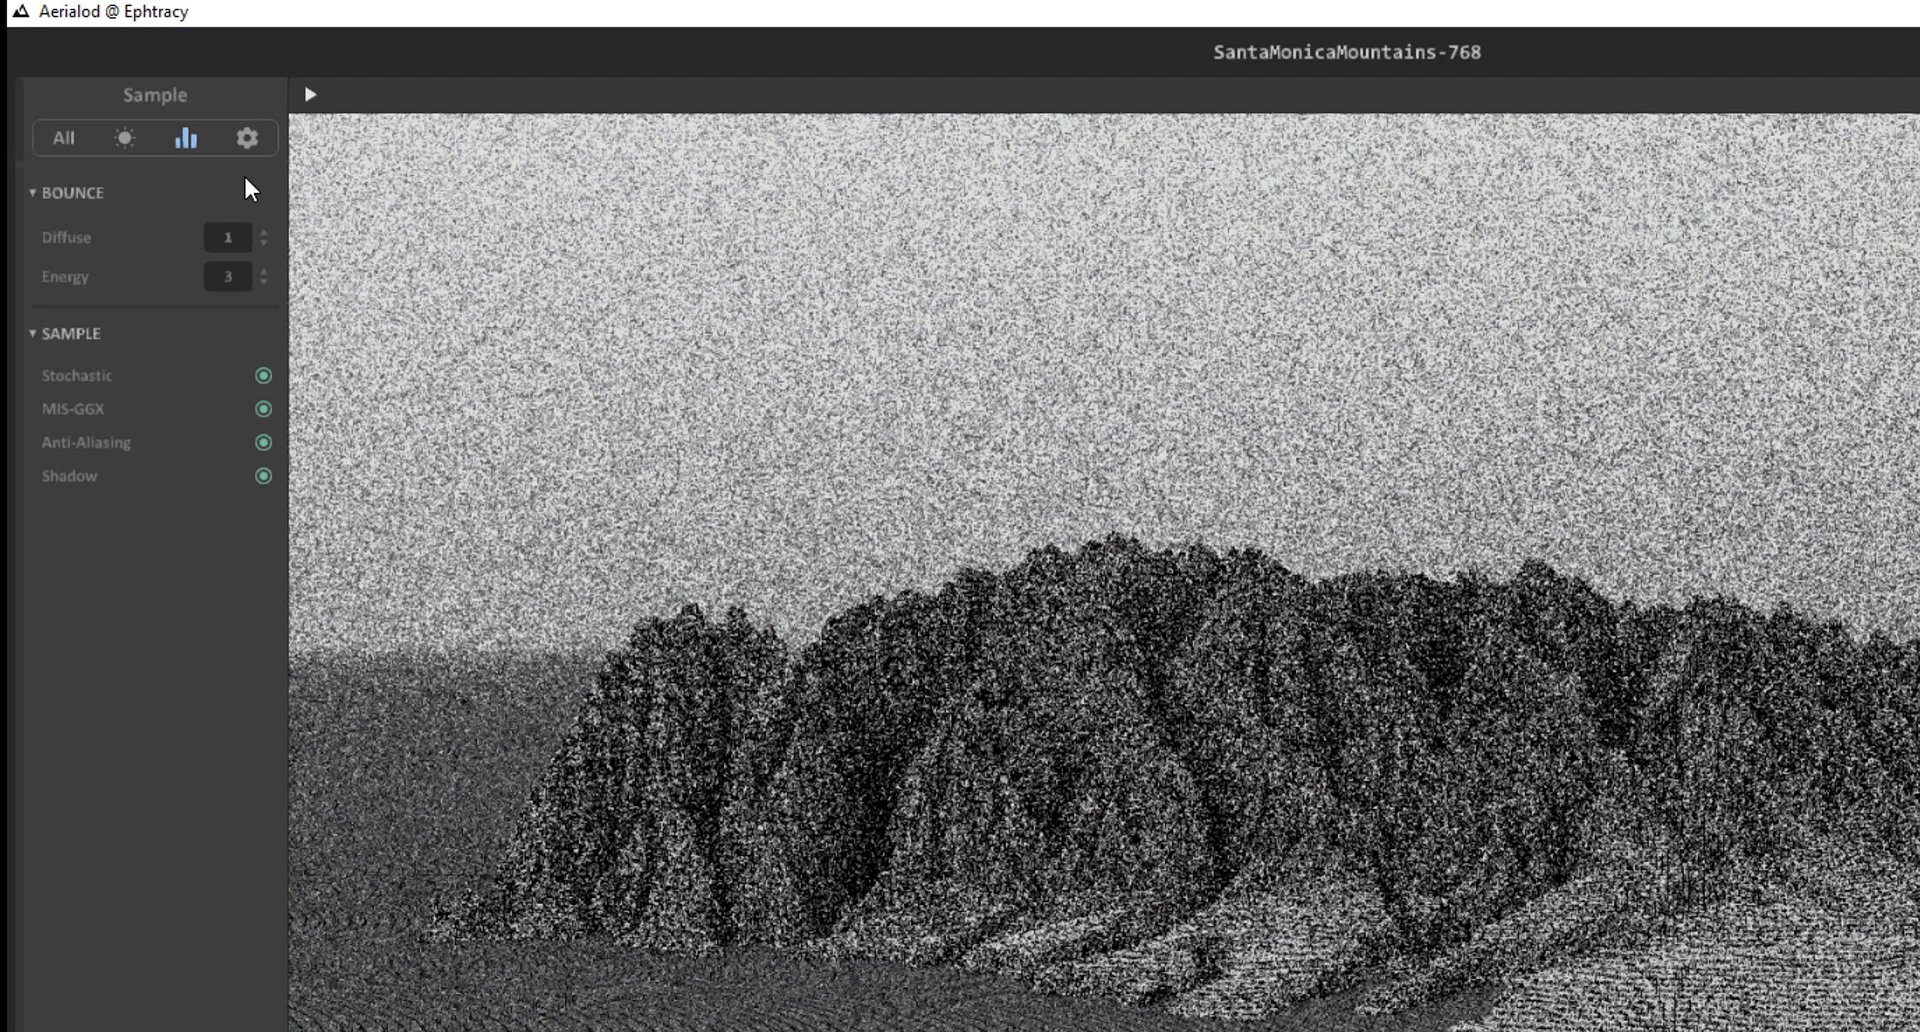 Aerialod @ Ephtracy
SantaMonicaMountains-768
Sample
All
BOUNCE
Diffuse 1
Energy 3
SAMPLE
Stochastic
MIS-GGX
Anti-Aliasing
Shadow